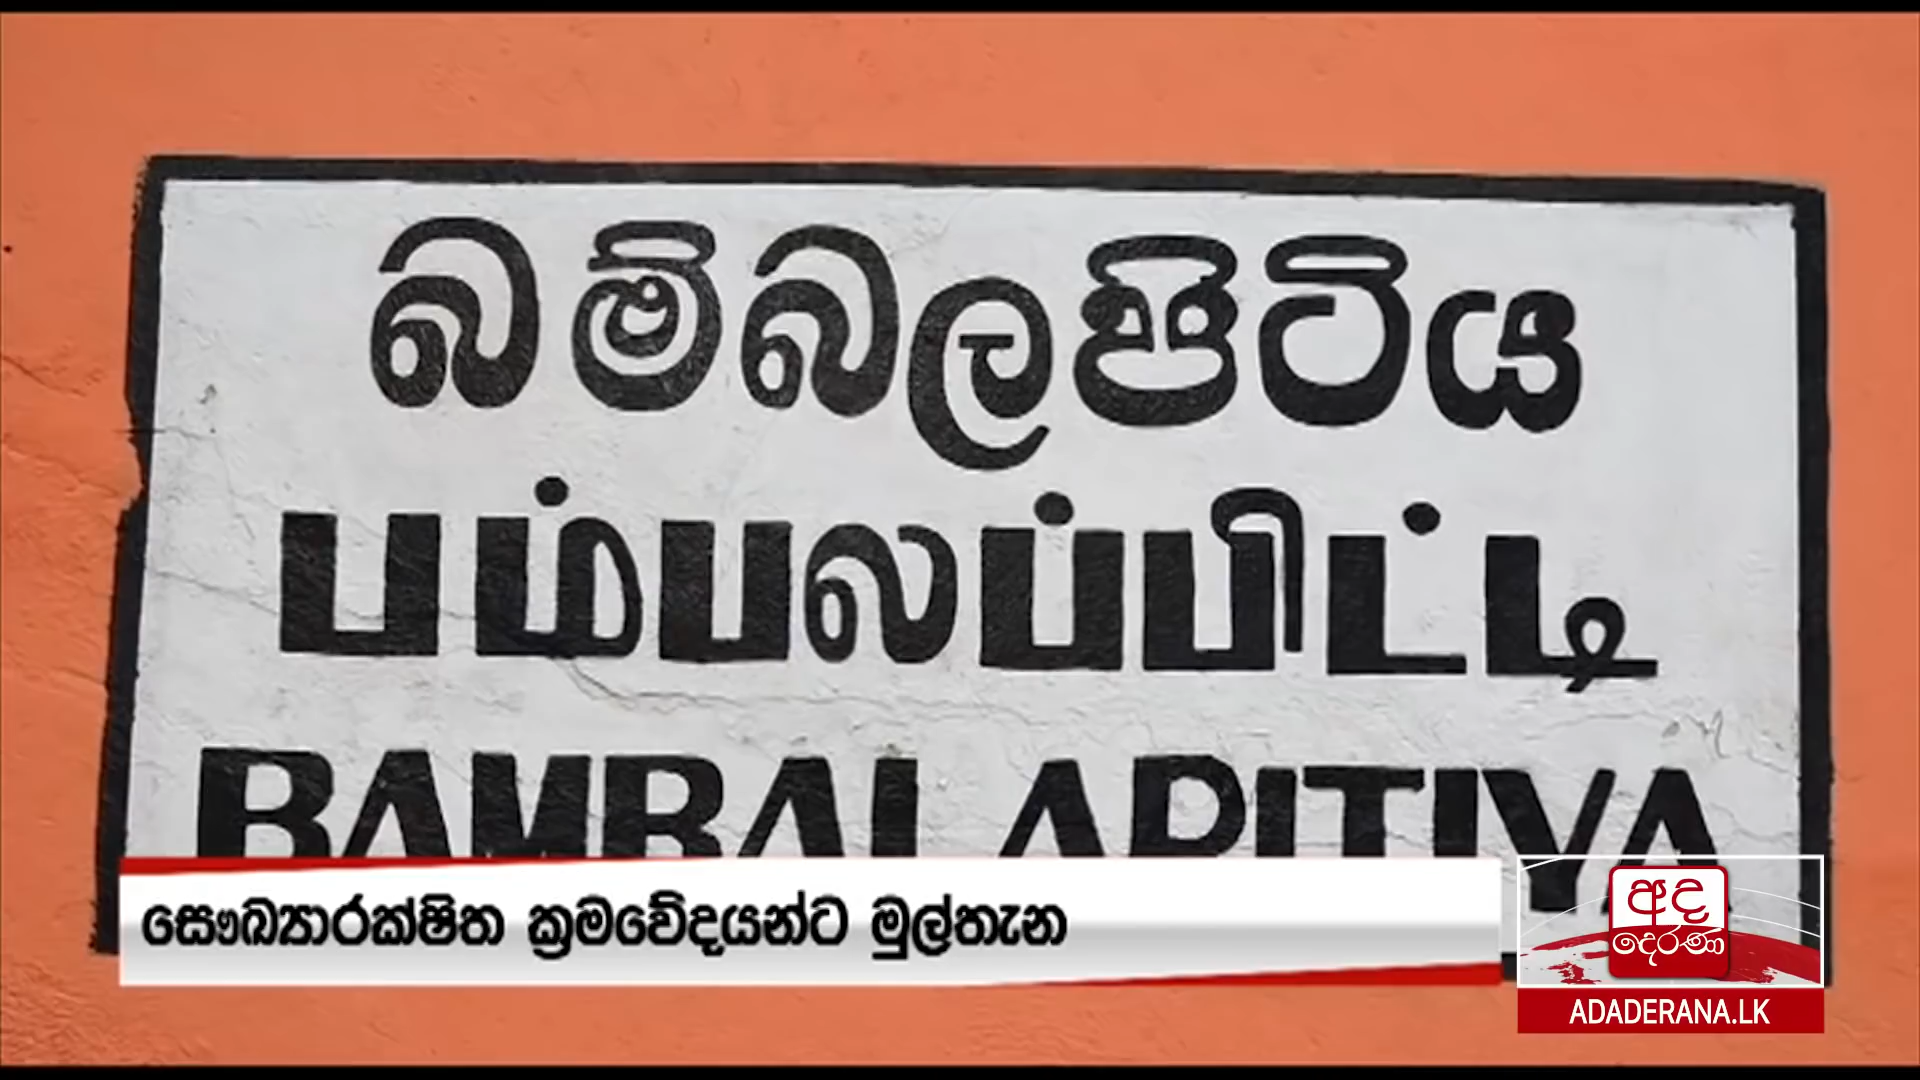 බම්බලපිටිය
பம்பலப்பிட்டி
BAMBALAPITIYA
සෞඛ්‍යාරක්ෂිත ක්‍රමවේදයන්ට මුල්තැන
අද
දෙරණ
ADADERANA.LK